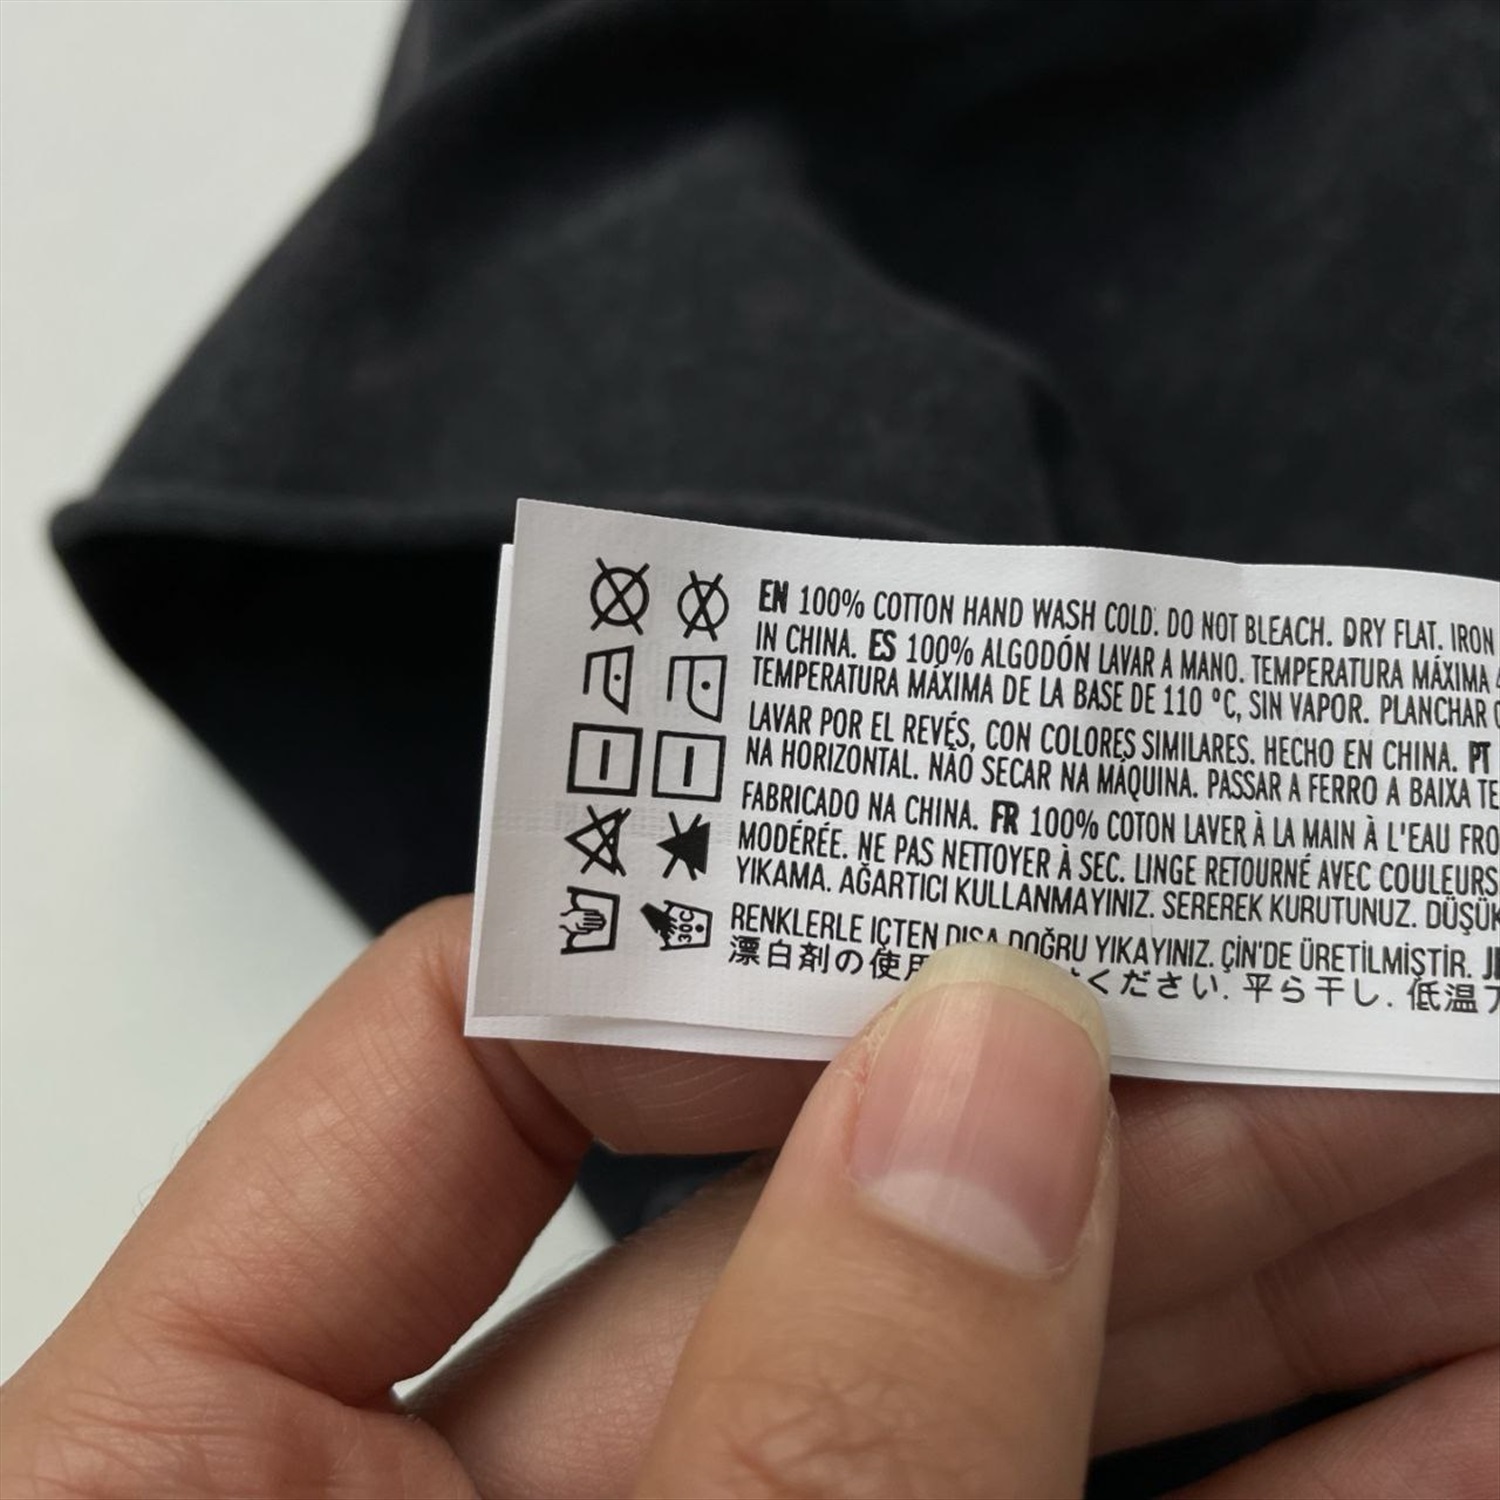 EN 100% COTTON HAND WASH COLD. DO NOT BLEACH. DRY FLAT. IRON
IN CHINA. ES 100% ALGODÓN LAVAR A MANO. TEMPERATURA MÁXIMA
TEMPERATURA MÁXIMA DE LA BASE DE 110 °C, SIN VAPOR. PLANCHAR
LAVAR POR EL REVÉS, CON COLORES SIMILARES. HECHO EN CHINA. PT
NA HORIZONTAL. NÃO SECAR NA MÁQUINA. PASSAR A FERRO A BAIXA TE
FABRICADO NA CHINA. FR 100% COTON LAVER À LA MAIN À L'EAU FRO
MODÉRÉE. NE PAS NETTOYER À SEC. LINGE RETOURNÉ AVEC COULEURS
YIKAMA. AĞARTICI KULLANMAYINIZ. SEREREK KURUTUNUZ. DÜŞÜK
30C RENKLERLE IÇTEN DIŞA DOĞRU YIKAYINIZ. ÇİN'DE ÜRETİLMİŞTİR.
漂白剤の使 ください. 平ら干し. 低温